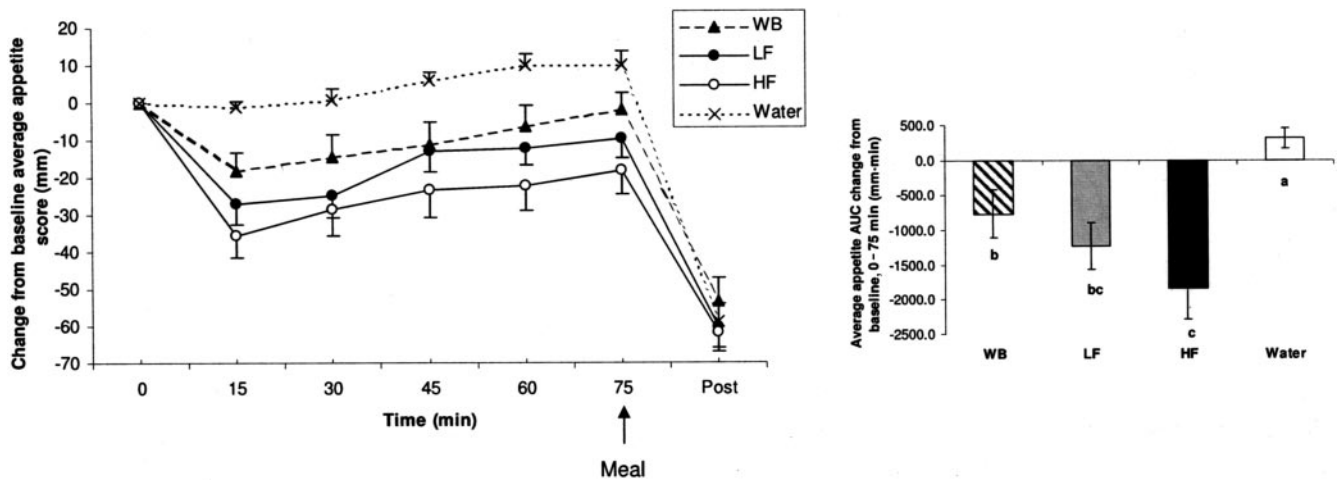 Change from baseline average appetite
score (mm)
20
10
0
-10
-20
-30
-40
-50
-60
-70
0
15
30
45
60
75
Post
Time (min)
Meal
WB
LF
HF
Water
Average appetite AUC change from
baseline, 0-75 min (mm-min)
500.0
0.0
-500.0
-1000.0
-1500.0
-2000.0
-2500.0
b
bc
c
a
WB
LF
HF
Water